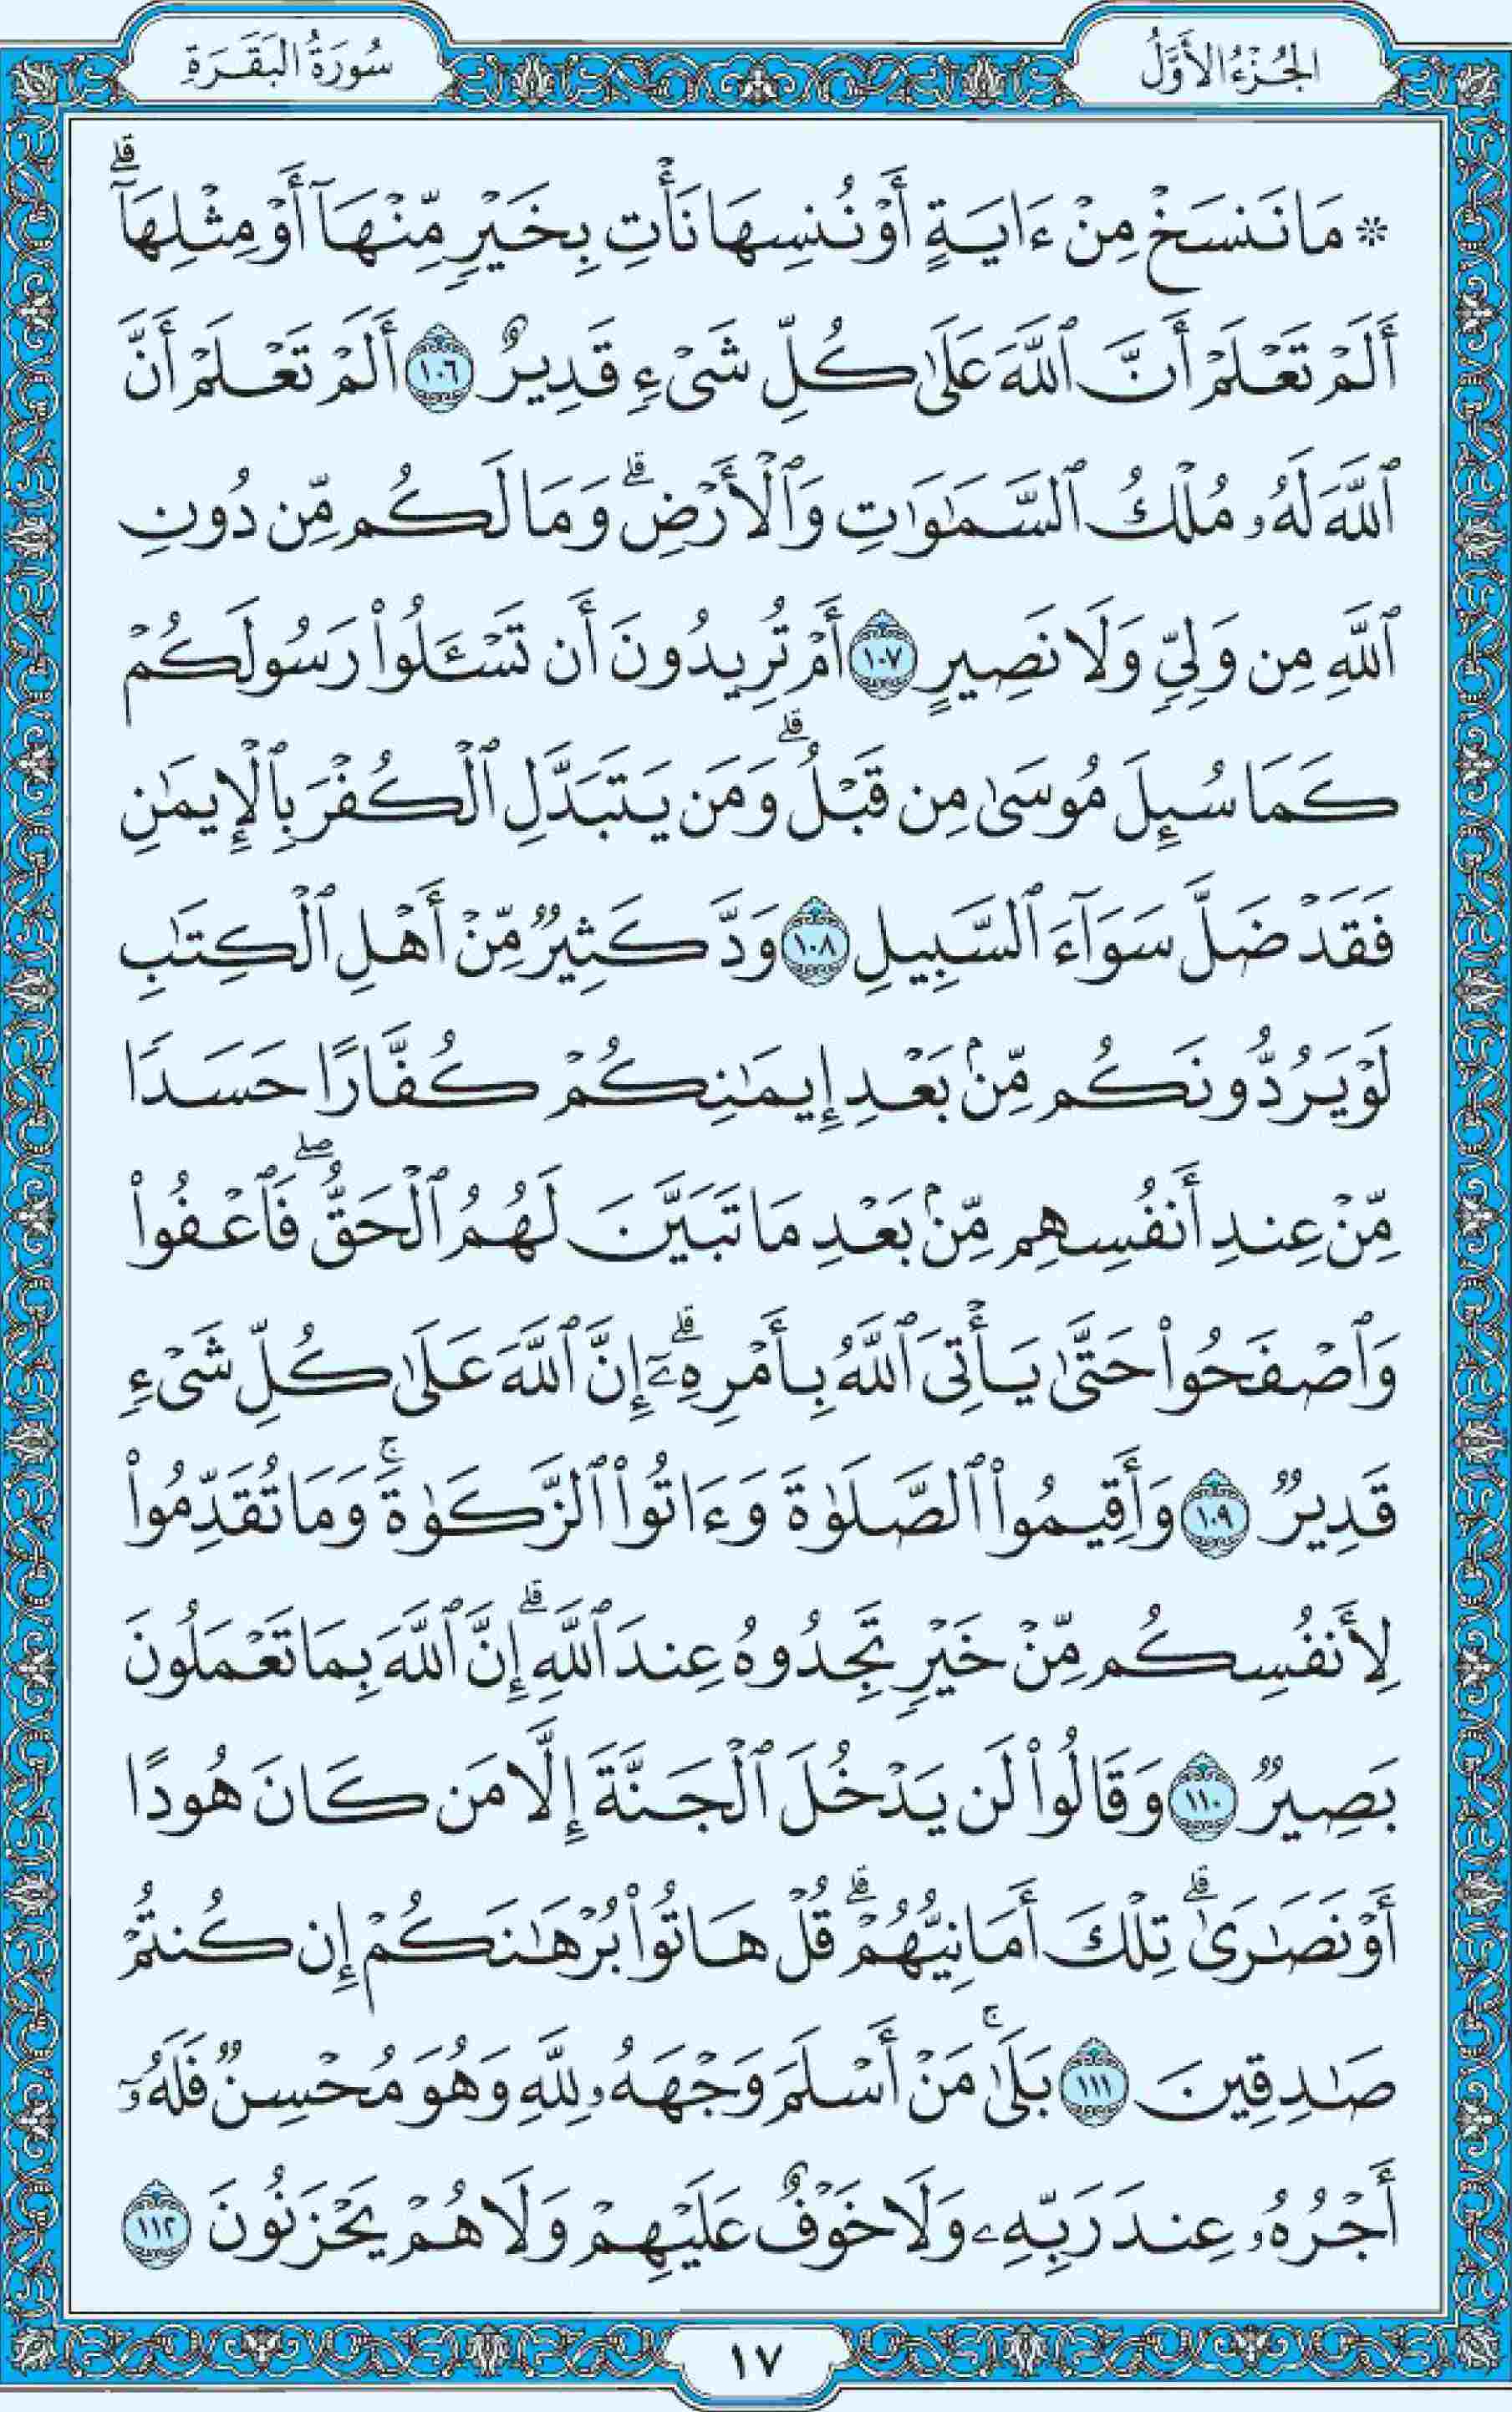 الجُزْءُ الأَوَّلُ
سُورَةُ البَقَرَةِ
۞ مَا نَنسَخْ مِنْ ءَايَةٍ أَوْ نُنسِهَا نَأْتِ بِخَيْرٍ مِّنْهَآ أَوْ مِثْلِهَآۗ
أَلَمْ تَعْلَمْ أَنَّ ٱللَّهَ عَلَىٰ كُلِّ شَىْءٍ قَدِيرٌ ١٠٦ أَلَمْ تَعْلَمْ أَنَّ
ٱللَّهَ لَهُۥ مُلْكُ ٱلسَّمَـٰوَٰتِ وَٱلْأَرْضِۗ وَمَا لَكُم مِّن دُونِ
ٱللَّهِ مِن وَلِىٍّ وَلَا نَصِيرٍ ١٠٧ أَمْ تُرِيدُونَ أَن تَسْـَٔلُوا۟ رَسُولَكُمْ
كَمَا سُئِلَ مُوسَىٰ مِن قَبْلُۗ وَمَن يَتَبَدَّلِ ٱلْكُفْرَ بِٱلْإِيمَـٰنِ
فَقَدْ ضَلَّ سَوَآءَ ٱلسَّبِيلِ ١٠٨ وَدَّ كَثِيرٌ مِّنْ أَهْلِ ٱلْكِتَـٰبِ
لَوْ يَرُدُّونَكُم مِّنۢ بَعْدِ إِيمَـٰنِكُمْ كُفَّارًا حَسَدًا
مِّنْ عِندِ أَنفُسِهِم مِّنۢ بَعْدِ مَا تَبَيَّنَ لَهُمُ ٱلْحَقُّۖ فَٱعْفُوا۟
وَٱصْفَحُوا۟ حَتَّىٰ يَأْتِىَ ٱللَّهُ بِأَمْرِهِۦٓۗ إِنَّ ٱللَّهَ عَلَىٰ كُلِّ شَىْءٍ
قَدِيرٌ ١٠٩ وَأَقِيمُوا۟ ٱلصَّلَوٰةَ وَءَاتُوا۟ ٱلزَّكَوٰةَۚ وَمَا تُقَدِّمُوا۟
لِأَنفُسِكُم مِّنْ خَيْرٍ تَجِدُوهُ عِندَ ٱللَّهِۗ إِنَّ ٱللَّهَ بِمَا تَعْمَلُونَ
بَصِيرٌ ١١٠ وَقَالُوا۟ لَن يَدْخُلَ ٱلْجَنَّةَ إِلَّا مَن كَانَ هُودًا
أَوْ نَصَـٰرَىٰۗ تِلْكَ أَمَانِيُّهُمْۗ قُلْ هَاتُوا۟ بُرْهَـٰنَكُمْ إِن كُنتُمْ
صَـٰدِقِينَ ١١١ بَلَىٰۚ مَنْ أَسْلَمَ وَجْهَهُۥ لِلَّهِ وَهُوَ مُحْسِنٌ فَلَهُۥٓ
أَجْرُهُۥ عِندَ رَبِّهِۦ وَلَا خَوْفٌ عَلَيْهِمْ وَلَا هُمْ يَحْزَنُونَ ١١٢
١٧